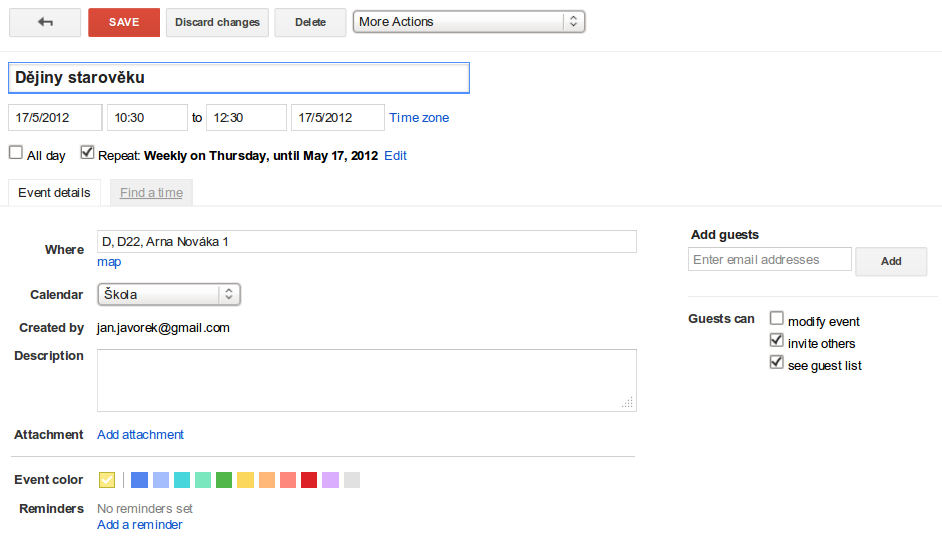 SAVE Discard changes Delete More Actions
Dějiny starověku
17/5/2012 10:30 to 12:30 17/5/2012 Time zone
All day Repeat: Weekly on Thursday, until May 17, 2012 Edit
Event details Find a time
Where D, D22, Arna Nováka 1
map
Calendar Škola
Created by jan.javorek@gmail.com
Description
Attachment Add attachment
Event color
Reminders No reminders set
Add a reminder
Add guests
Enter email addresses Add
Guests can modify event
invite others
see guest list